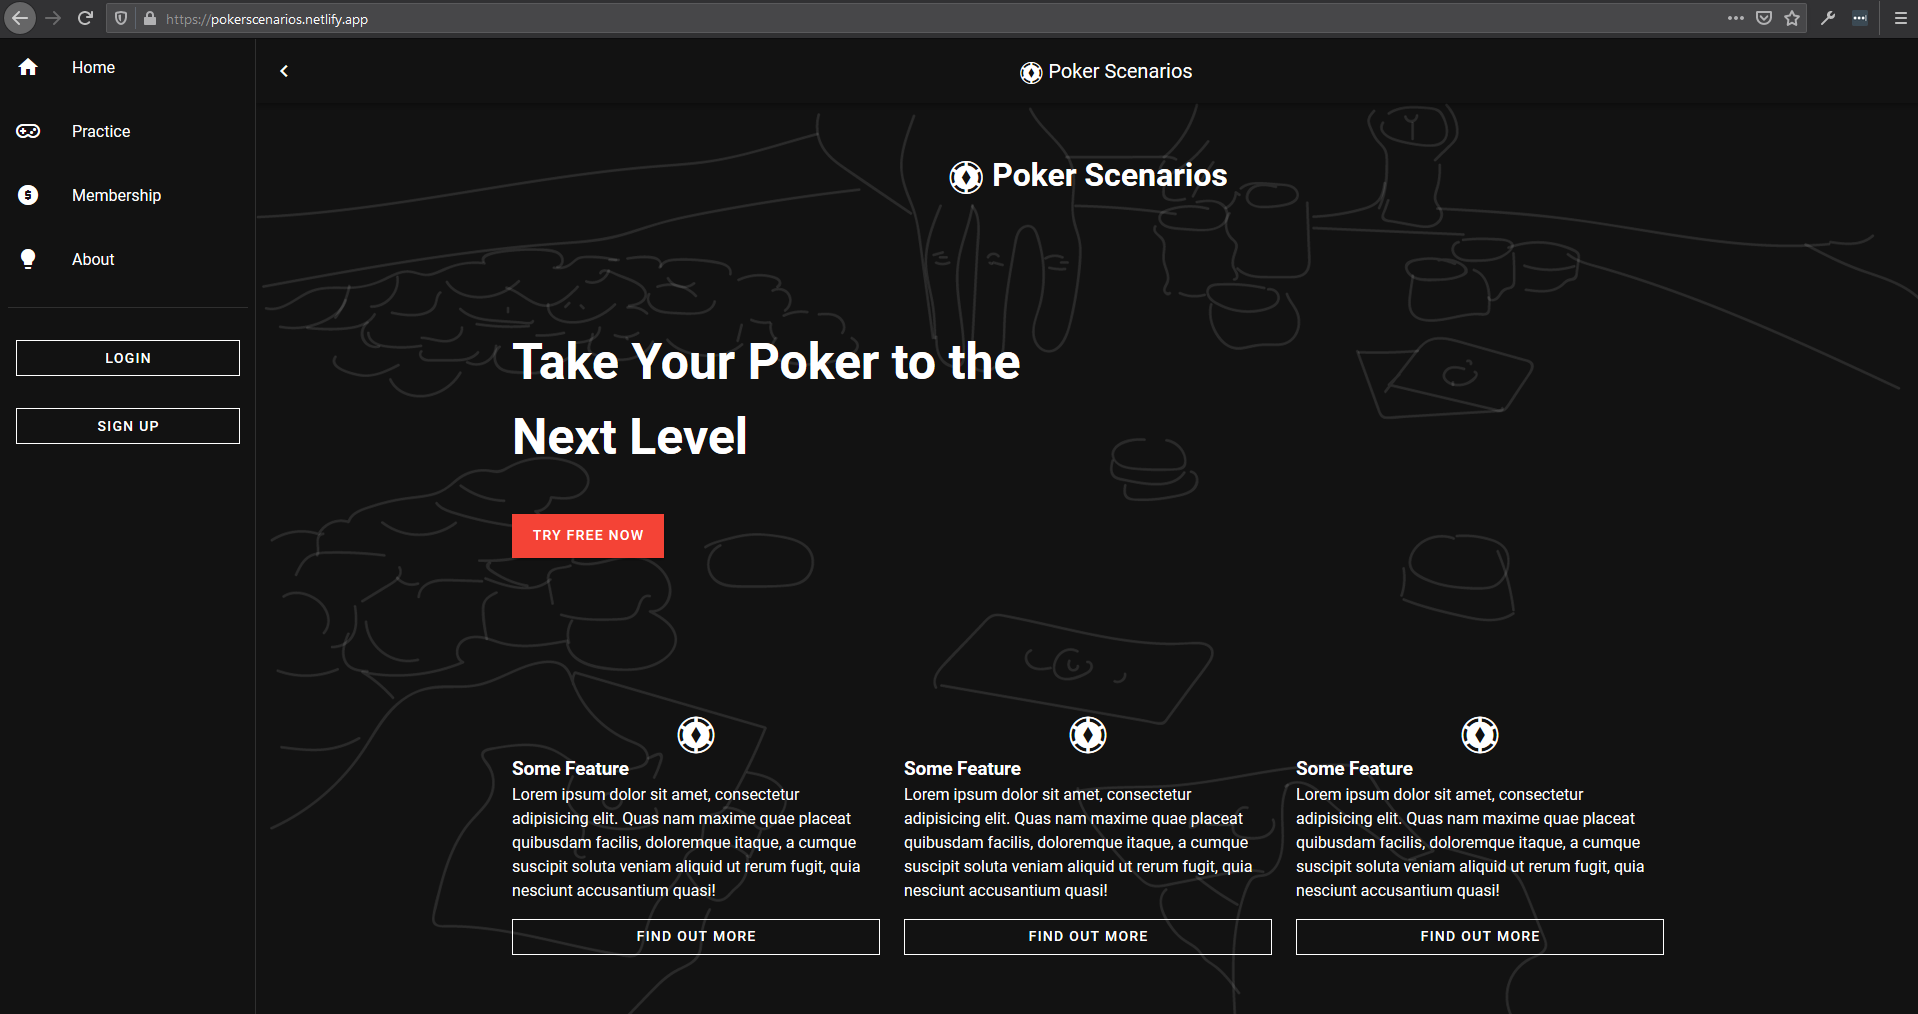 https://pokerscenarios.netlify.app
Home
Practice
Membership
About
LOGIN
SIGN UP
Poker Scenarios
Poker Scenarios
Take Your Poker to the
Next Level
TRY FREE NOW
Some Feature
Lorem ipsum dolor sit amet, consectetur
adipisicing elit. Quas nam maxime quae placeat
quibusdam facilis, doloremque itaque, a cumque
suscipit soluta veniam aliquid ut rerum fugit, quia
nesciunt accusantium quasi!
FIND OUT MORE
Some Feature
Lorem ipsum dolor sit amet, consectetur
adipisicing elit. Quas nam maxime quae placeat
quibusdam facilis, doloremque itaque, a cumque
suscipit soluta veniam aliquid ut rerum fugit, quia
nesciunt accusantium quasi!
FIND OUT MORE
Some Feature
Lorem ipsum dolor sit amet, consectetur
adipisicing elit. Quas nam maxime quae placeat
quibusdam facilis, doloremque itaque, a cumque
suscipit soluta veniam aliquid ut rerum fugit, quia
nesciunt accusantium quasi!
FIND OUT MORE